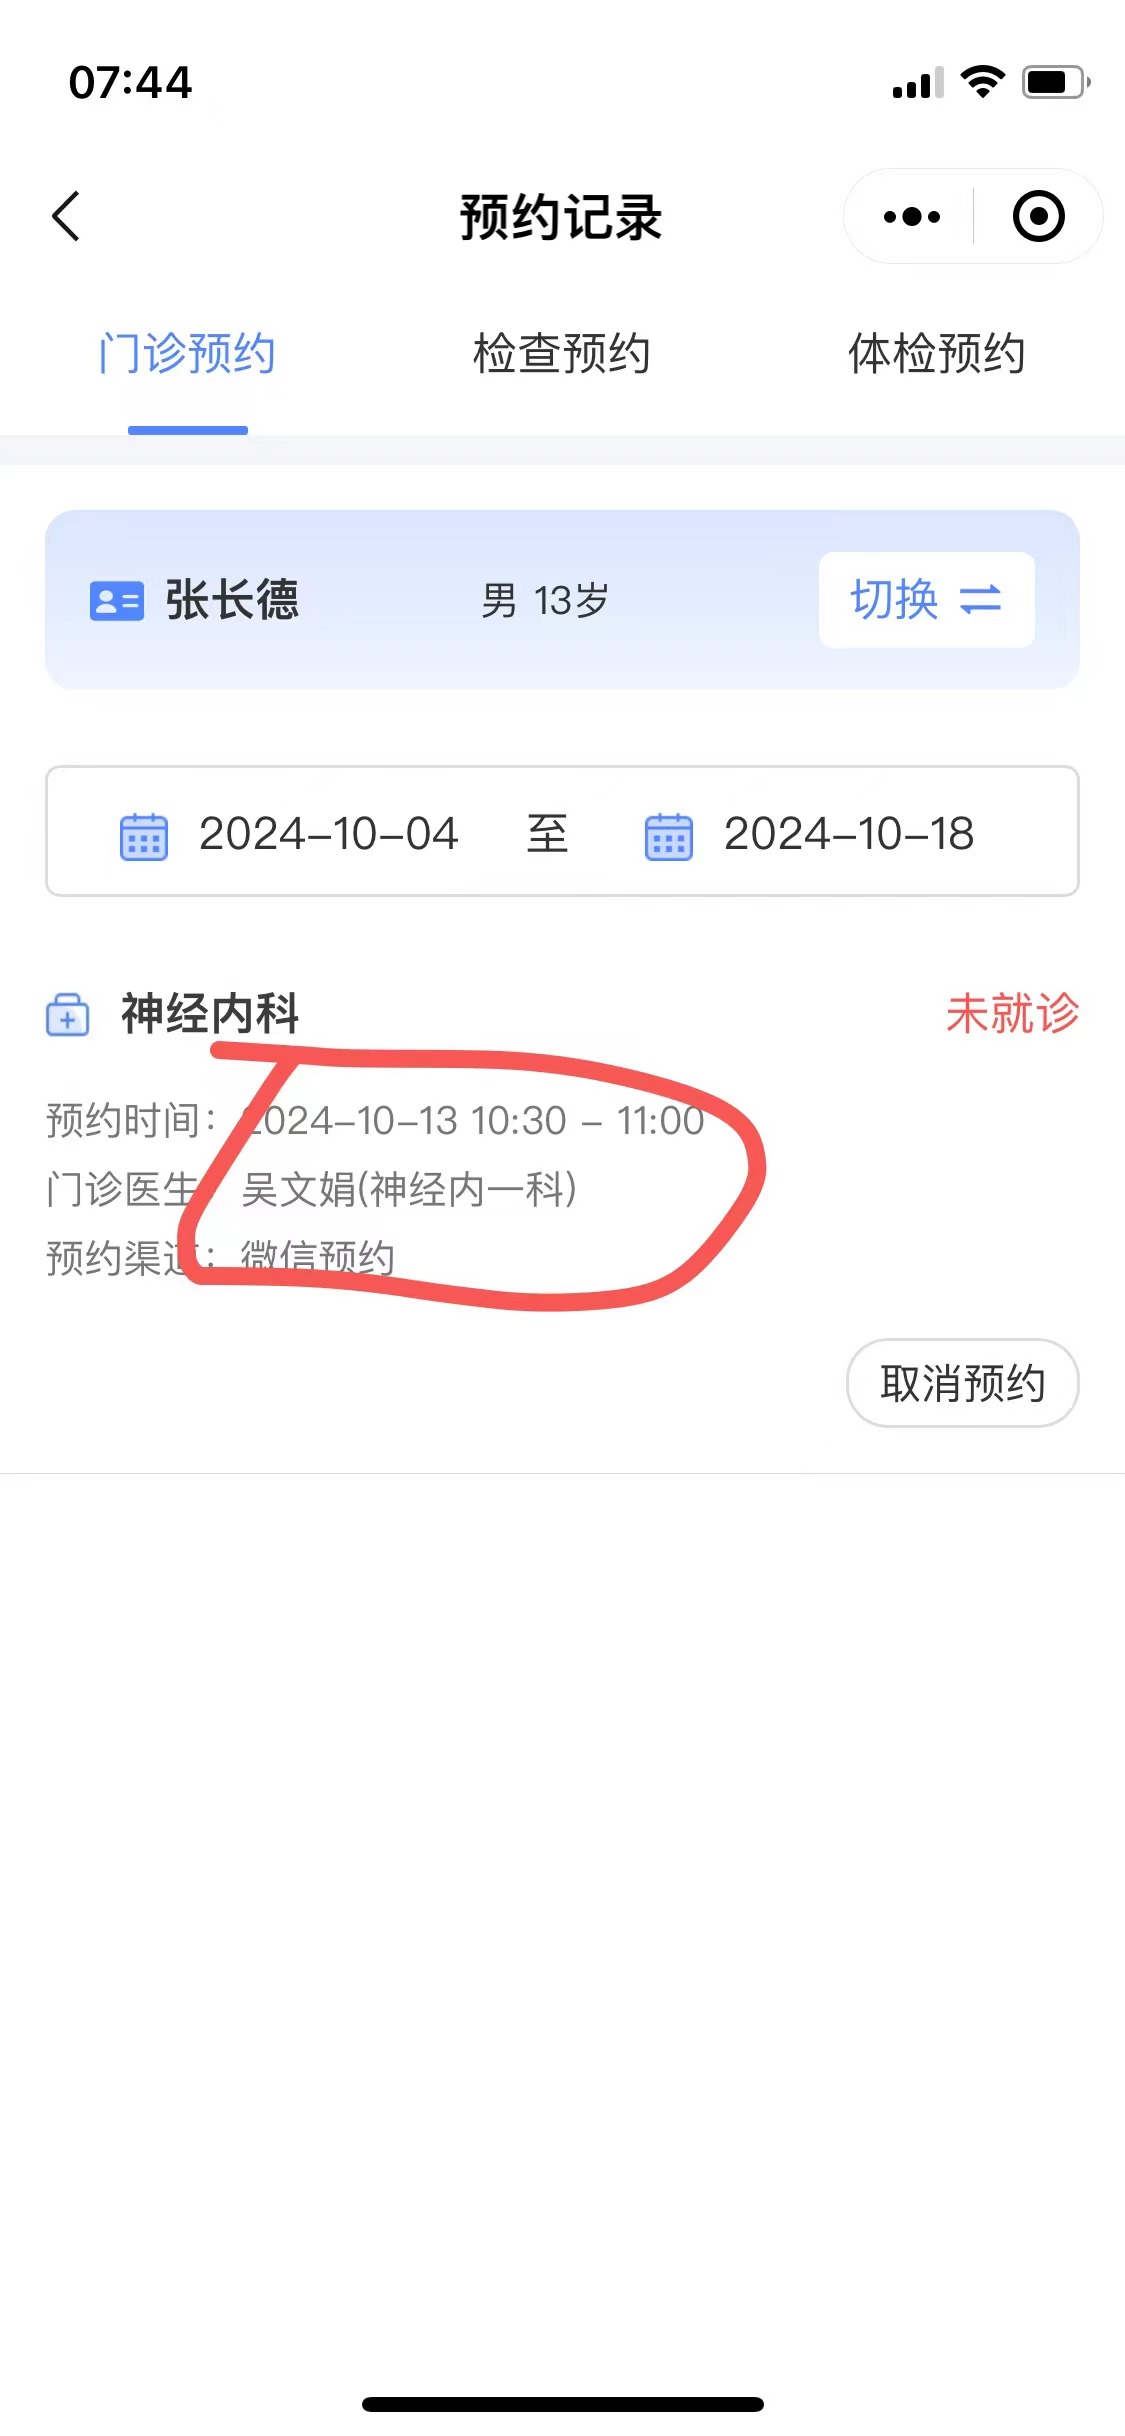 07:44
预约记录
门诊预约 检查预约 体检预约
张长德 男 13岁 切换
2024-10-04 至 2024-10-18
神经内科 未就诊
预约时间： 2024-10-13 10:30 - 11:00
门诊医生： 吴文娟(神经内一科)
预约渠道： 微信预约
取消预约